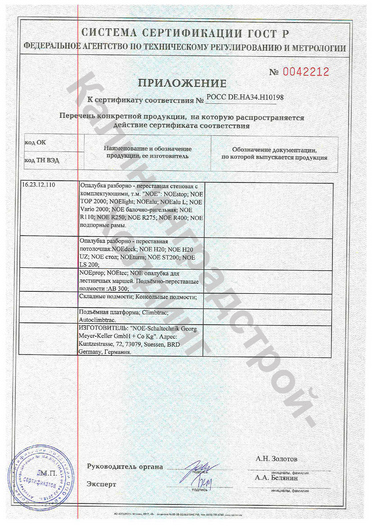 СИСТЕМА СЕРТИФИКАЦИИ ГОСТ Р
ФЕДЕРАЛЬНОЕ АГЕНТСТВО ПО ТЕХНИЧЕСКОМУ РЕГУЛИРОВАНИЮ И МЕТРОЛОГИИ
№ 0042212
ПРИЛОЖЕНИЕ
К сертификату соответствия № РОСС DE.НА34.Н10198
Перечень конкретной продукции, на которую распространяется
действие сертификата соответствия
код ОК
код ТН ВЭД
Наименование и обозначение
продукции, ее изготовитель
Обозначение документации,
по которой выпускается продукция
16.23.12.110
Опалубка разборно - переставная стеновая с
комплектующими, т.м. "NOE": NOEtop; NOE
TOP 2000; NOElight; NOEalu; NOEalu L; NOE
Vario 2000; NOE балочно-ригельная; NOE
R110; NOE R250; NOE R275; NOE R400; NOE
подпорные рамы.
Опалубка разборно - переставная
потолочная NOEdeck; NOE H20; NOE H20
UZ; NOE стол; NOEturm; NOE ST200; NOE
LS 200;
NOEprop; NOEtec; NOE опалубка для
лестничных маршей. Подъёмно-переставные
подмости :AB 300;
Складные подмости; Консольные подмости;
Подъёмная платформа; Climbtrac;
Autoclimbtrac.
ИЗГОТОВИТЕЛЬ: "NOE-Schaltechnik Georg
Meyer-Keller GmbH + Co Kg". Адрес:
Kuntzestrasse, 72, 73079, Suessen, BRD
Germany, Германия.
Калининградстрой-
М.П.
сертификатов
Руководитель органа
подпись
А.Н. Золотов
инициалы, фамилия
Эксперт
подпись
А.А. Белянин
инициалы, фамилия